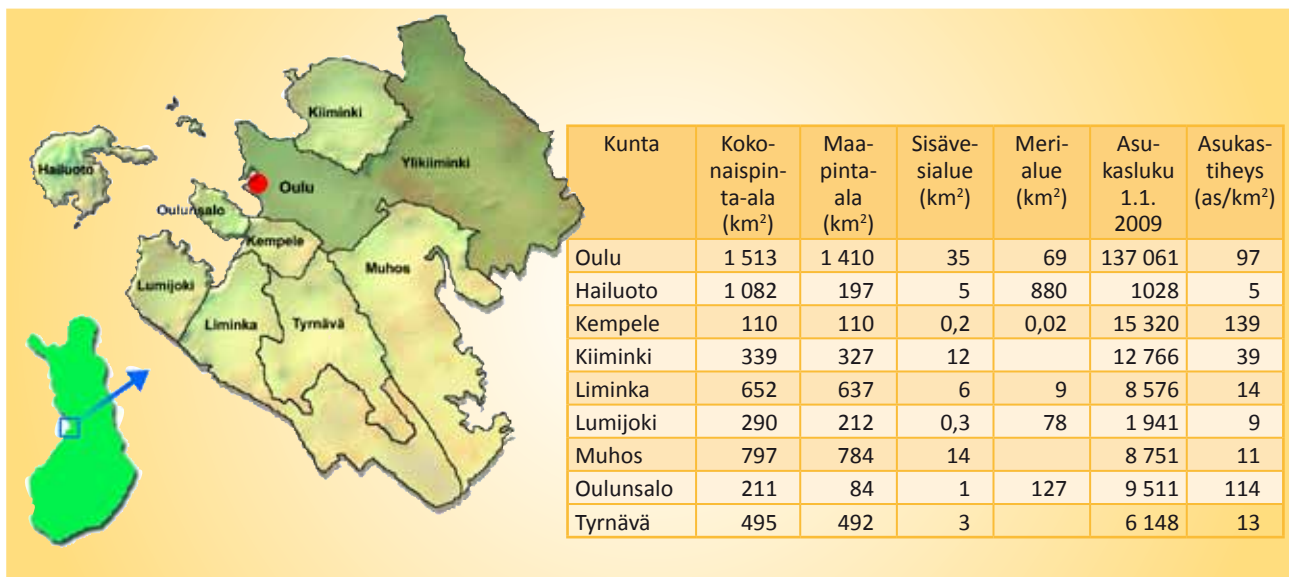 Kiiminki
Hailuoto
Ylikiiminki
Oulu
Oulunsalo
Kempele
Muhos
Lumijoki
Liminka
Tyrnävä
Kunta Koko- Maa- Sisäve- Meri- Asu- Asukas-
naispin- pinta- sialue alue kasluku tiheys
ta-ala ala (km²) (km²) 1.1. (as/km²)
(km²) (km²) 2009
Oulu 1 513 1 410 35 69 137 061 97
Hailuoto 1 082 197 5 880 1028 5
Kempele 110 110 0,2 0,02 15 320 139
Kiiminki 339 327 12 12 766 39
Liminka 652 637 6 9 8 576 14
Lumijoki 290 212 0,3 78 1 941 9
Muhos 797 784 14 8 751 11
Oulunsalo 211 84 1 127 9 511 114
Tyrnävä 495 492 3 6 148 13